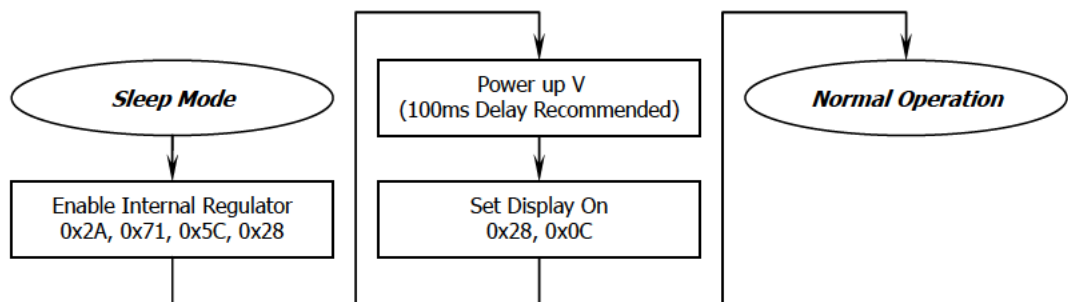 Sleep Mode
Enable Internal Regulator
0x2A, 0x71, 0x5C, 0x28
Power up V
(100ms Delay Recommended)
Set Display On
0x28, 0x0C
Normal Operation